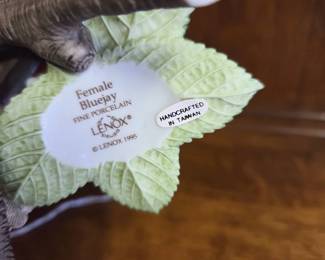 Female
Bluejay
FINE PORCELAIN
LENOX®
© LENOX 1995
HANDCRAFTED
IN TAIWAN